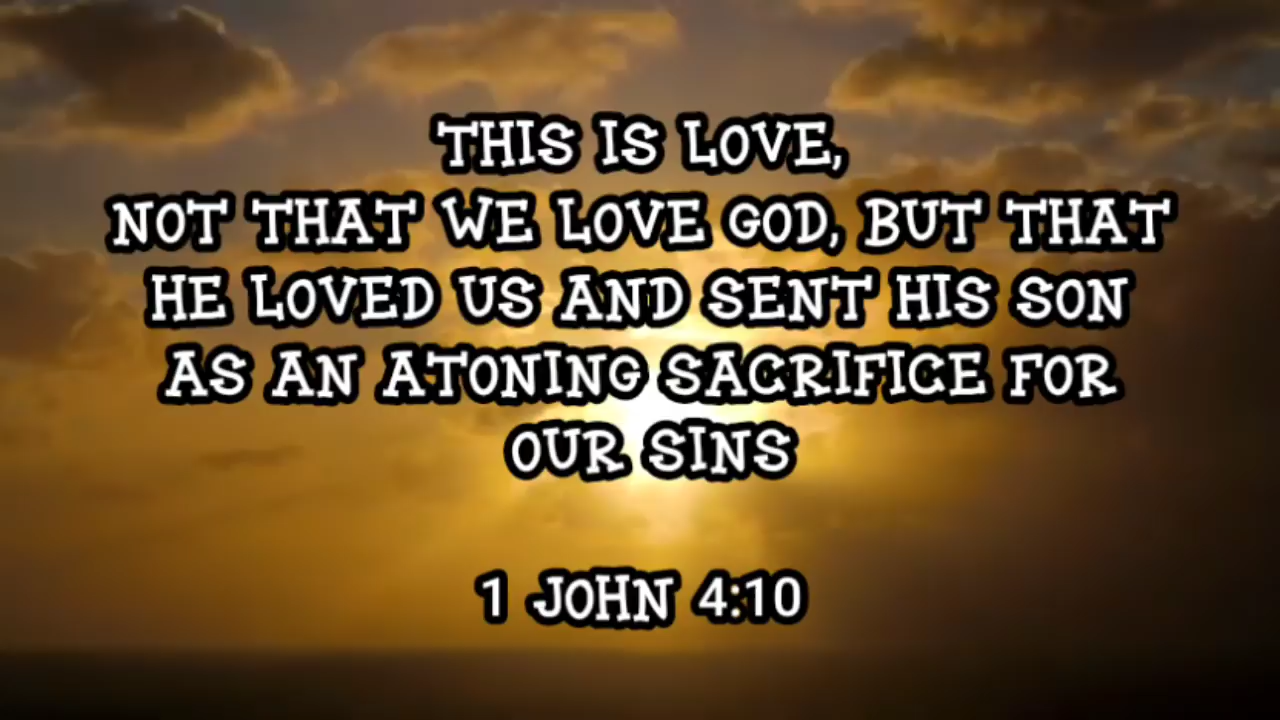 THIS IS LOVE,
NOT THAT WE LOVE GOD, BUT THAT
HE LOVED US AND SENT HIS SON
AS AN ATONING SACRIFICE FOR
OUR SINS
1 JOHN 4:10